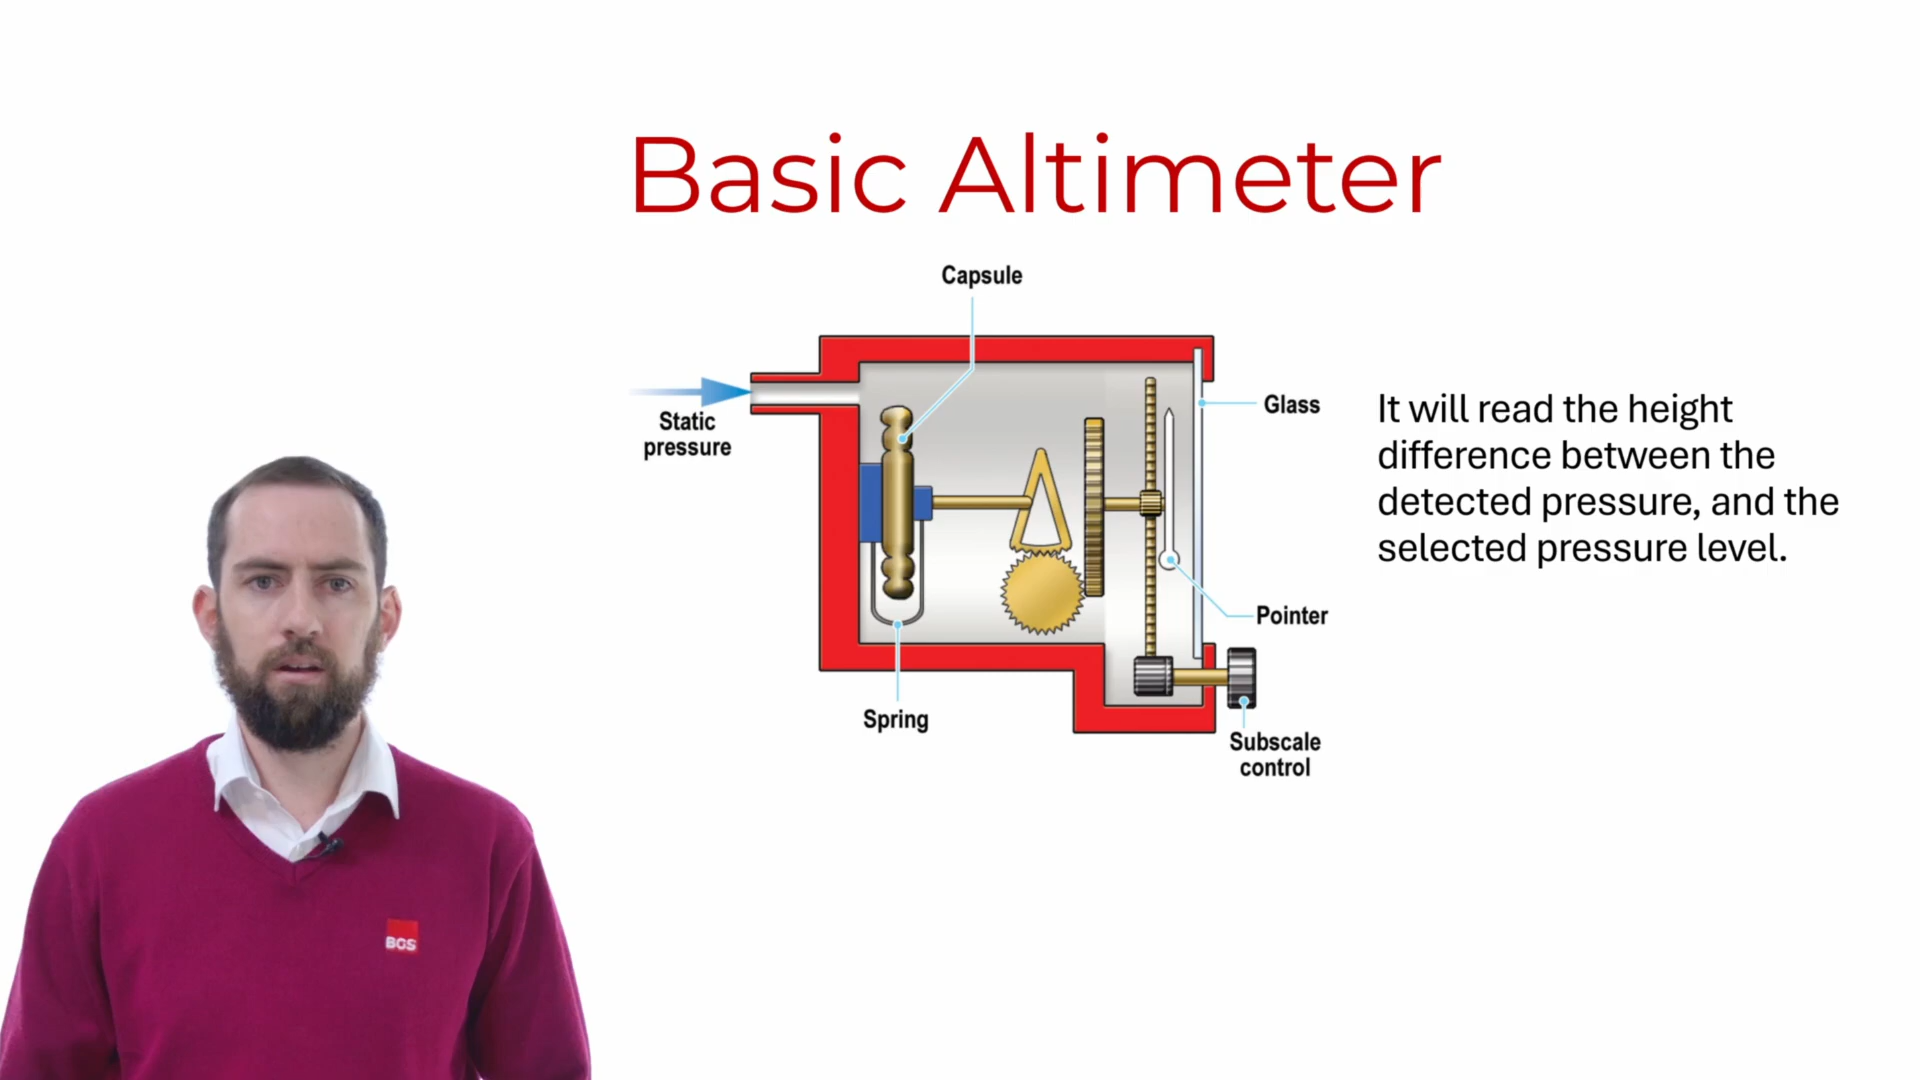 Basic Altimeter
Capsule
Static
pressure
Glass
It will read the height
difference between the
detected pressure, and the
selected pressure level.
Pointer
Spring
Subscale
control
BGS